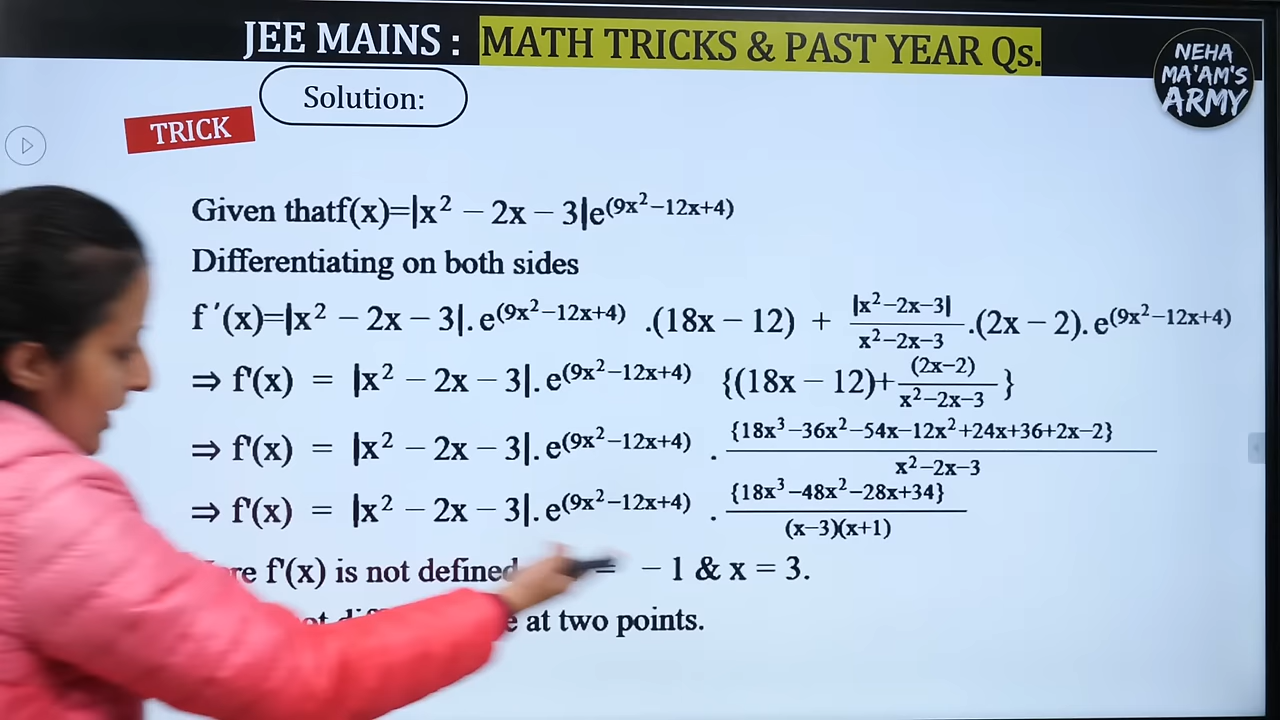 JEE MAINS : MATH TRICKS & PAST YEAR Qs.
NEHA
MA'AM'S
ARMY
Solution:
TRICK
Given thatf(x)=|x² − 2x − 3|e^(9x²−12x+4)
Differentiating on both sides
f ′(x)=|x² − 2x − 3|. e^(9x²−12x+4) .(18x − 12) + |x²−2x−3|/x²−2x−3 .(2x − 2). e^(9x²−12x+4)
⇒ f'(x) = |x² − 2x − 3|. e^(9x²−12x+4) {(18x − 12)+(2x−2)/x²−2x−3}
⇒ f'(x) = |x² − 2x − 3|. e^(9x²−12x+4) . {18x³−36x²−54x−12x²+24x+36+2x−2}/x²−2x−3
⇒ f'(x) = |x² − 2x − 3|. e^(9x²−12x+4) . {18x³−48x²−28x+34}/(x−3)(x+1)
f'(x) is not defined = − 1 & x = 3.
at two points.